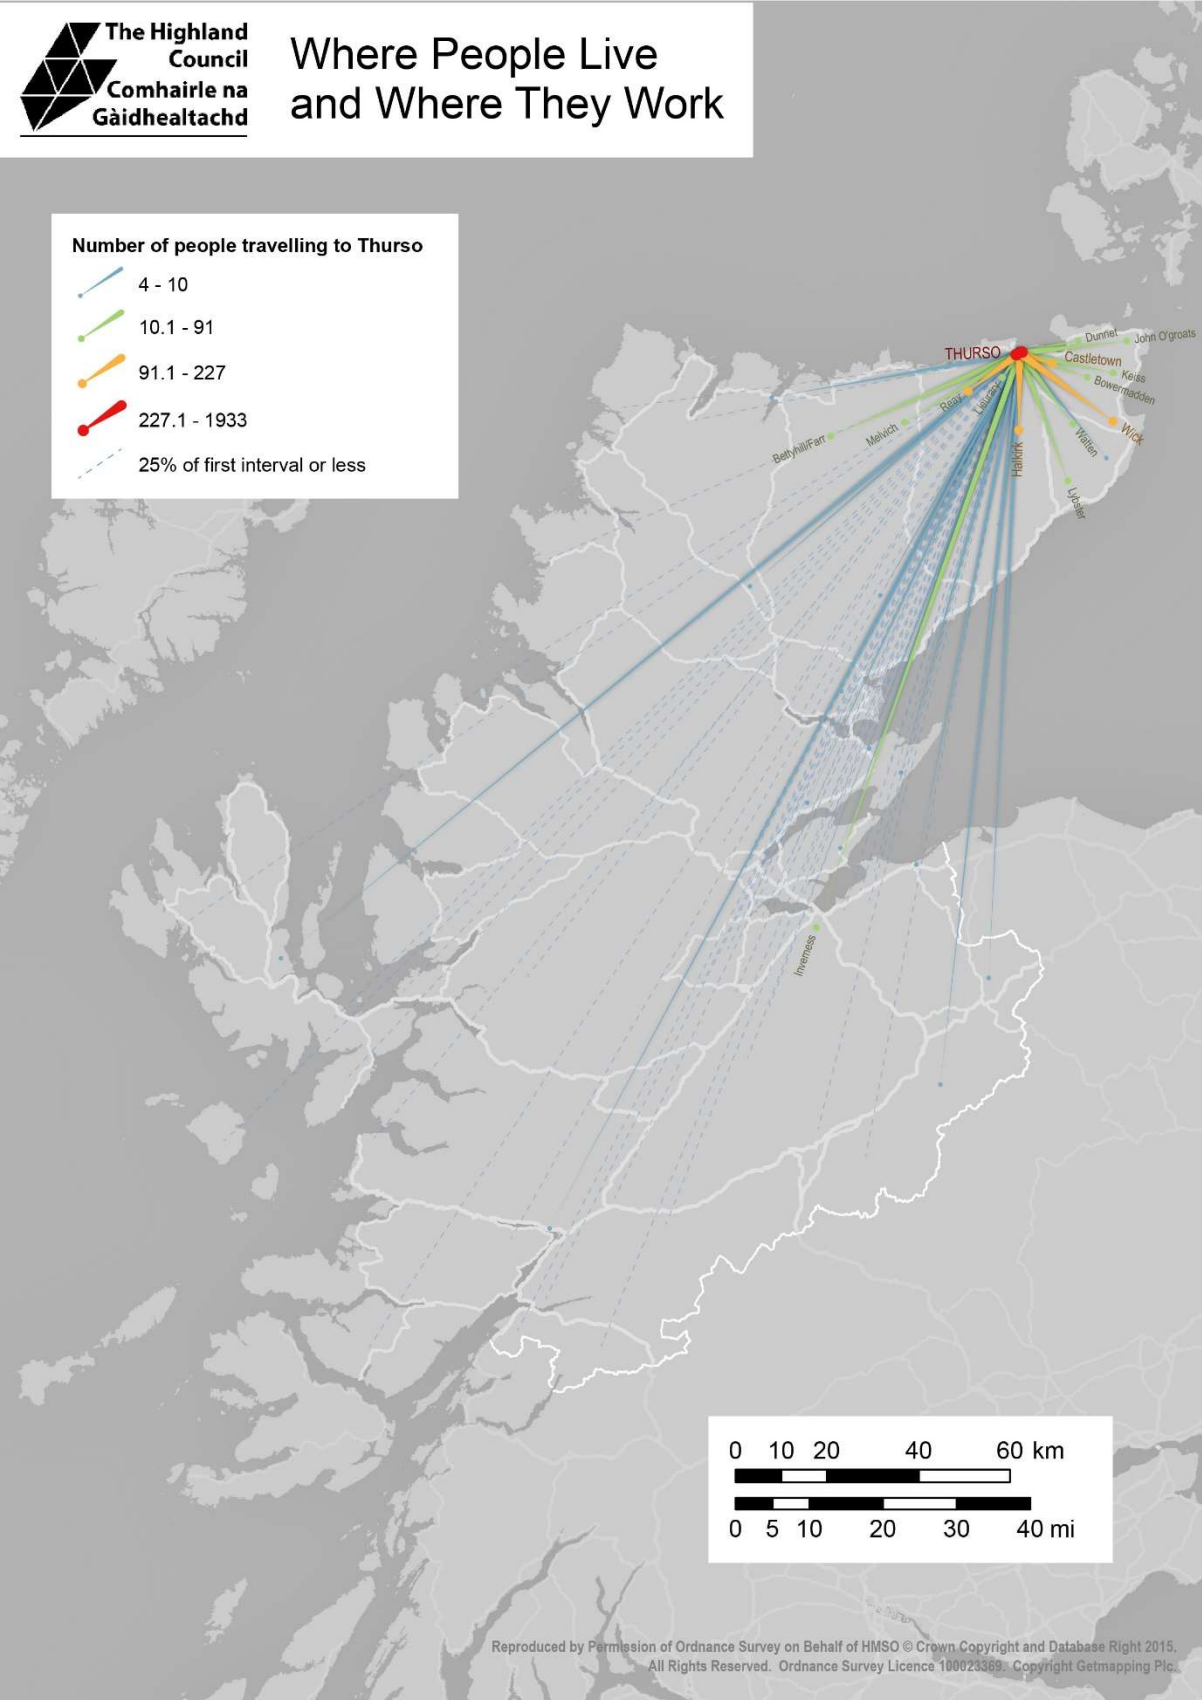 The Highland
Council
Comhairle na
Gàidhealtachd
Where People Live
and Where They Work
Number of people travelling to Thurso
4 - 10
10.1 - 91
91.1 - 227
227.1 - 1933
25% of first interval or less
THURSO
Dunnet
John O'groats
Castletown
Keiss
Bowermadden
Reay
Wick
Bettyhill/Farr
Melvich
Halkirk
Watten
Lybster
Inverness
0 10 20 40 60 km
0 5 10 20 30 40 mi
Reproduced by Permission of Ordnance Survey on Behalf of HMSO © Crown Copyright and Database Right 2015.
All Rights Reserved. Ordnance Survey Licence 100023369. Copyright Getmapping Plc.